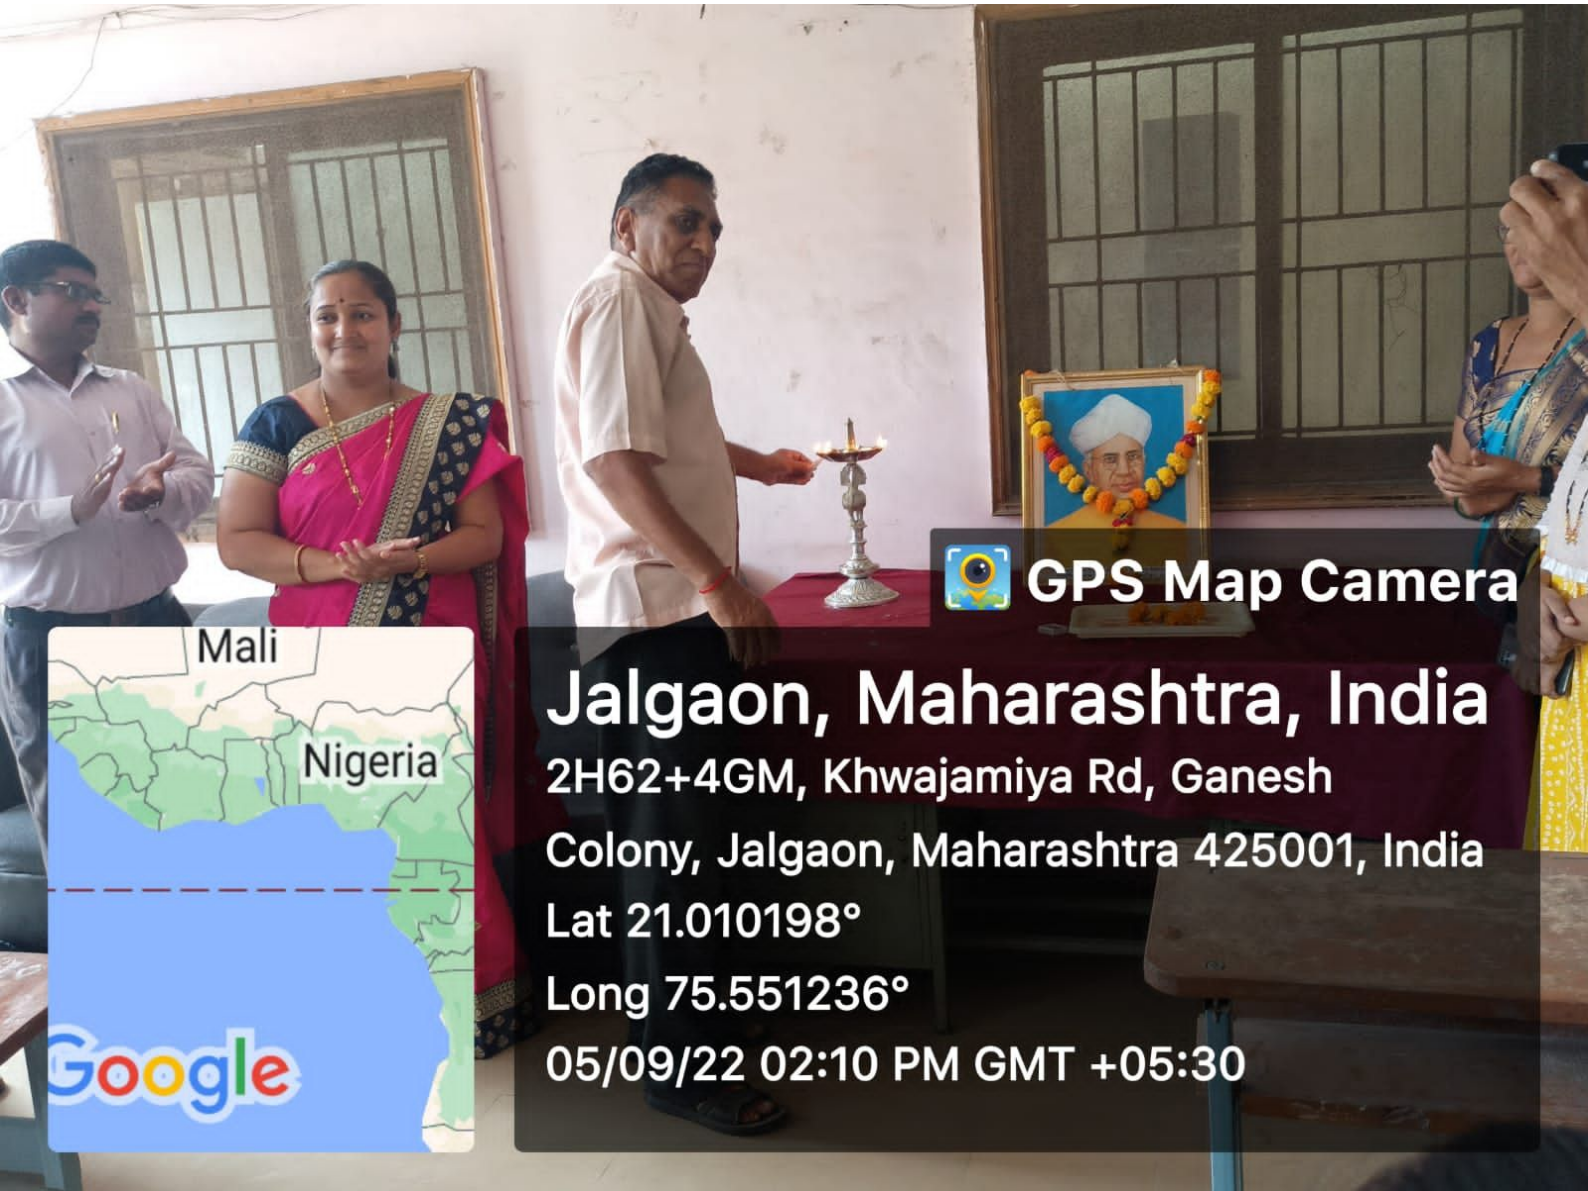 GPS Map Camera
Mali
Nigeria
Google
Jalgaon, Maharashtra, India
2H62+4GM, Khwajamiya Rd, Ganesh
Colony, Jalgaon, Maharashtra 425001, India
Lat 21.010198°
Long 75.551236°
05/09/22 02:10 PM GMT +05:30